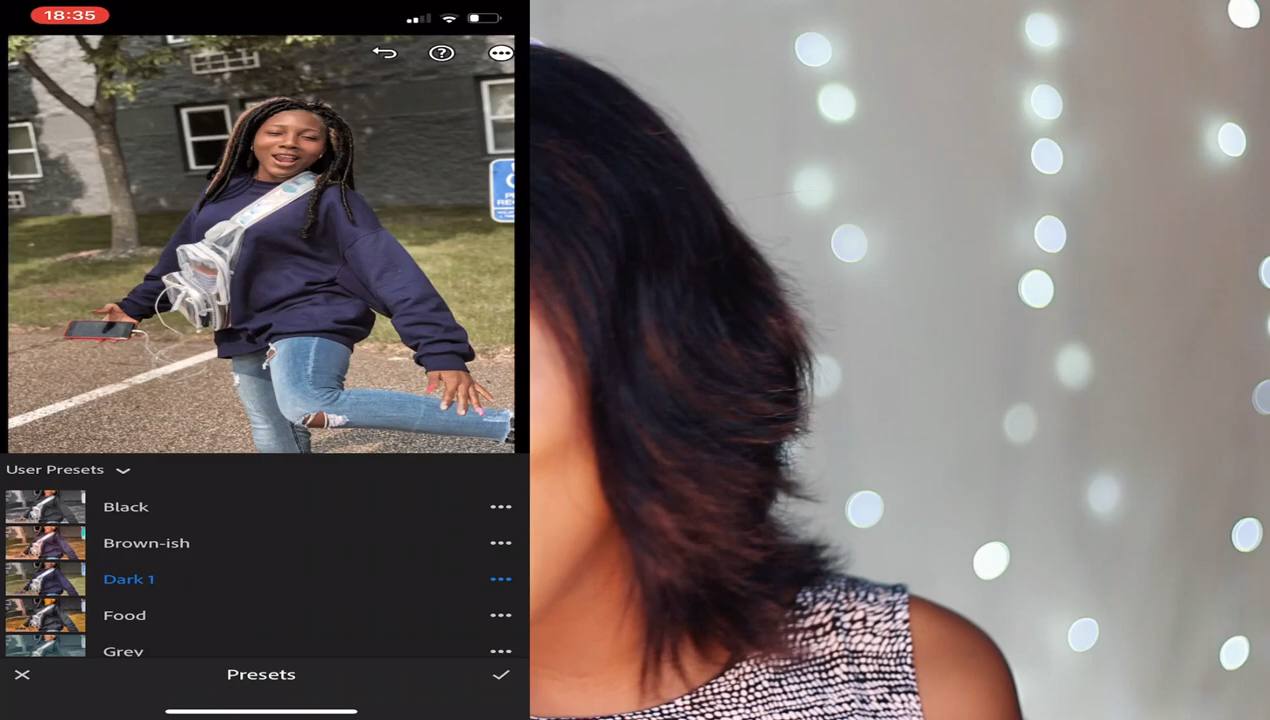 18:35
User Presets
Black
Brown-ish
Dark 1
Food
Grey
Presets